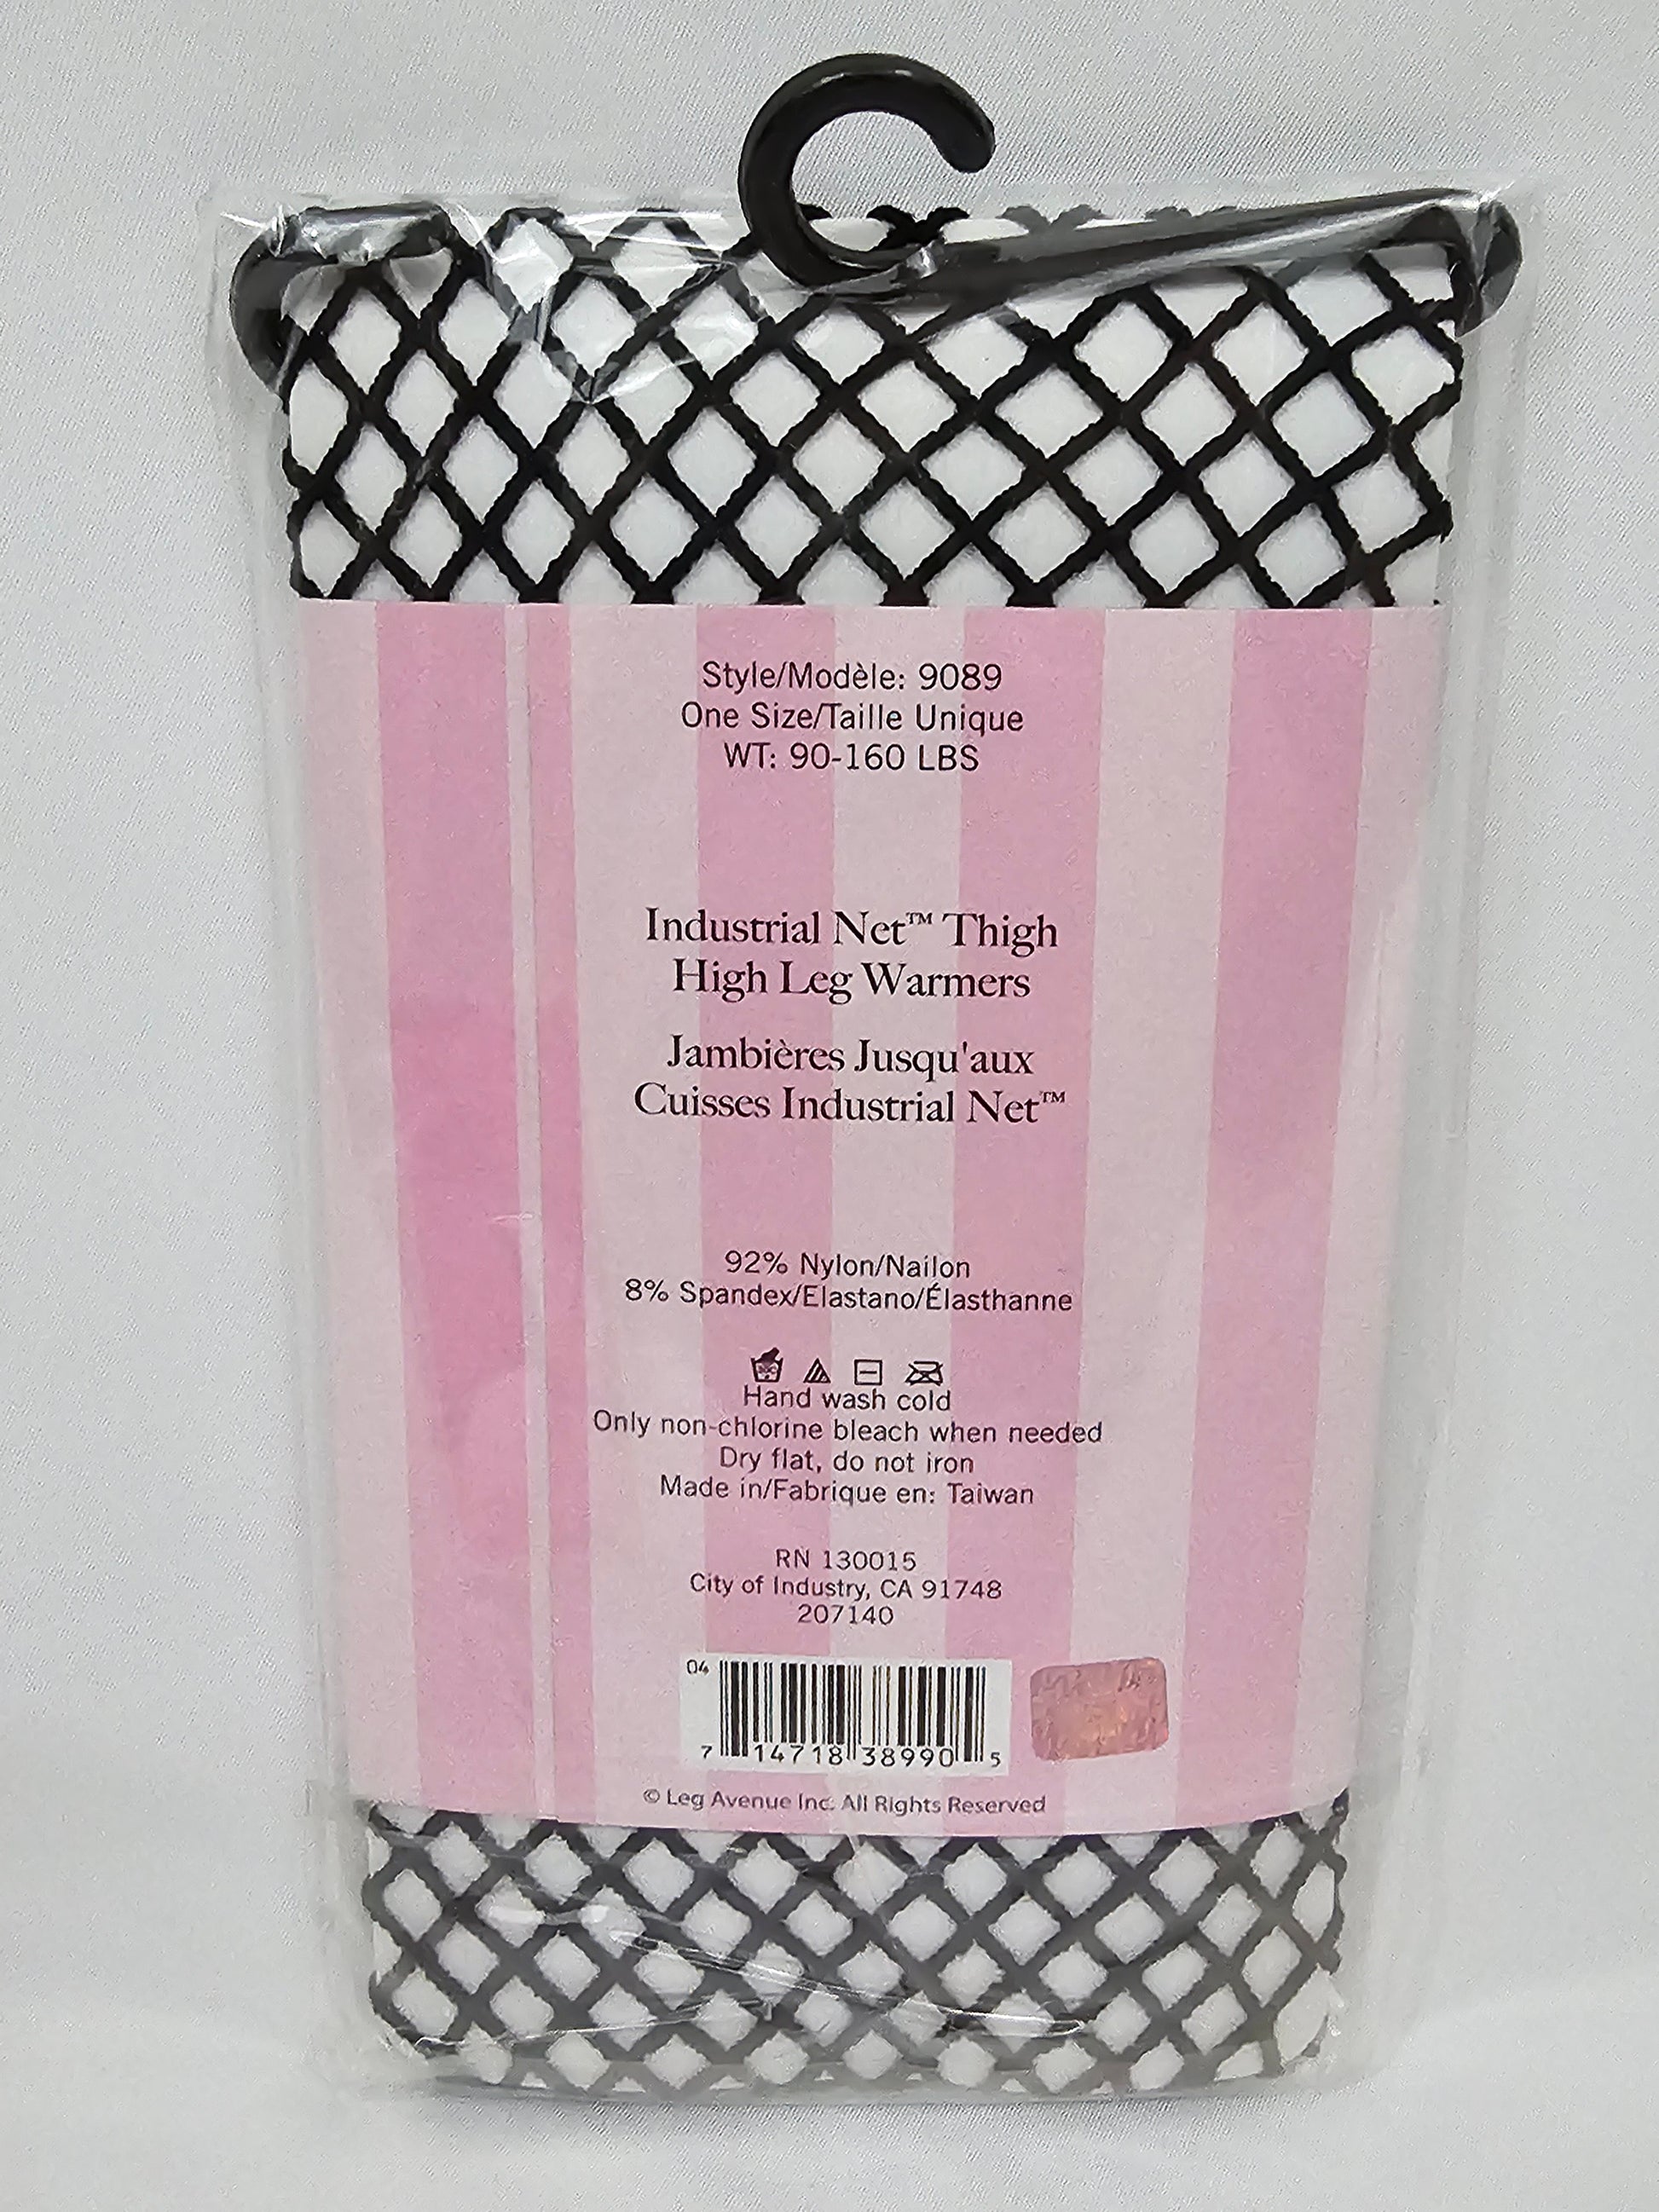 Style/Modèle: 9089
One Size/Taille Unique
WT: 90-160 LBS
Industrial Net™ Thigh
High Leg Warmers
Jambières Jusqu'aux
Cuisses Industrial Net™
92% Nylon/Nailon
8% Spandex/Elastano/Élasthanne
Hand wash cold
Only non-chlorine bleach when needed
Dry flat, do not iron
Made in/Fabrique en: Taiwan
RN 130015
City of Industry, CA 91748
207140
04
7 14718 38990 5
© Leg Avenue Inc. All Rights Reserved